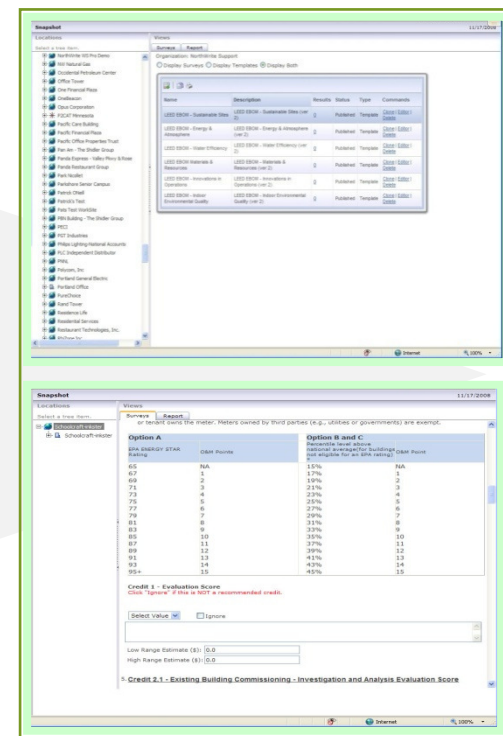 Snapshot 11/17/2008
Locations Views
Select a tree item. Surveys Report
Organization: NorthWrite Support
Display Surveys Display Templates Display Both
Name Description Results Status Type Commands
LEED EBOM - Sustainable Sites LEED EBOM - Sustainable Sites (ver 2) 0 Published Template Clone | Editor | Delete
LEED EBOM - Energy & Atmosphere LEED EBOM - Energy & Atmosphere (ver 2) 0 Published Template Clone | Editor | Delete
LEED EBOM - Water Efficiency LEED EBOM - Water Efficiency (ver 2) 0 Published Template Clone | Editor | Delete
LEED EBOM Materials & Resources LEED EBOM - Materials & Resources (ver 2) 0 Published Template Clone | Editor | Delete
LEED EBOM - Innovations in Operations LEED EBOM - Innovations in Operations (ver 2) 0 Published Template Clone | Editor | Delete
LEED EBOM - Indoor Environmental Quality LEED EBOM - Indoor Environmental Quality (ver 2) 0 Published Template Clone | Editor | Delete
NorthWrite WS Pro Demo
NW Natural Gas
Occidental Petroleum Center
Office Tower
One Financial Plaza
OneBeacon
Opus Corporation
P2CAT Minnesota
Pacific Care Building
Pacific Financial Plaza
Pacific Office Properties Trust
Pan Am - The Shidler Group
Panda Express - Valley Pkwy & Rose
Panda Restaurant Group
Park Nicollet
Parkshore Senior Campus
Patrick ONeill
Patrick's Test
Pats Test Worksite
PBN Building - The Shidler Group
PECI
PGT Industries
Philips Lighting-National Accounts
PLC Independent Distributor
PNNL
Polycom, Inc
Portland General Electric
Portland Office
PureChoice
Rand Tower
Residence Life
Residential Services
Restaurant Technologies, Inc.
Internet 100%
Snapshot 11/17/2008
Locations Views
Select a tree item. Surveys Report
Schoolcraft-Inkster
Schoolcraft-Inkster
or tenant owns the meter. Meters owned by third parties (e.g., utilities or governments) are exempt.
Option A Option B and C
EPA ENERGY STAR Rating O&M Points Percentile level above national average(for buildings not eligible for an EPA rating) O&M Point
65 NA 15% NA
67 1 17% 1
69 2 19% 2
71 3 21% 3
73 4 23% 4
75 5 25% 5
77 6 27% 6
79 7 29% 7
81 8 31% 8
83 9 33% 9
85 10 35% 10
87 11 37% 11
89 12 39% 12
91 13 41% 13
93 14 43% 14
95+ 15 45% 15
Credit 1 - Evaluation Score
Click "Ignore" if this is NOT a recommended credit.
Select Value Ignore
Low Range Estimate ($): 0.0
High Range Estimate ($): 0.0
5. Credit 2.1 - Existing Building Commissioning - Investigation and Analysis Evaluation Score
Internet 100%